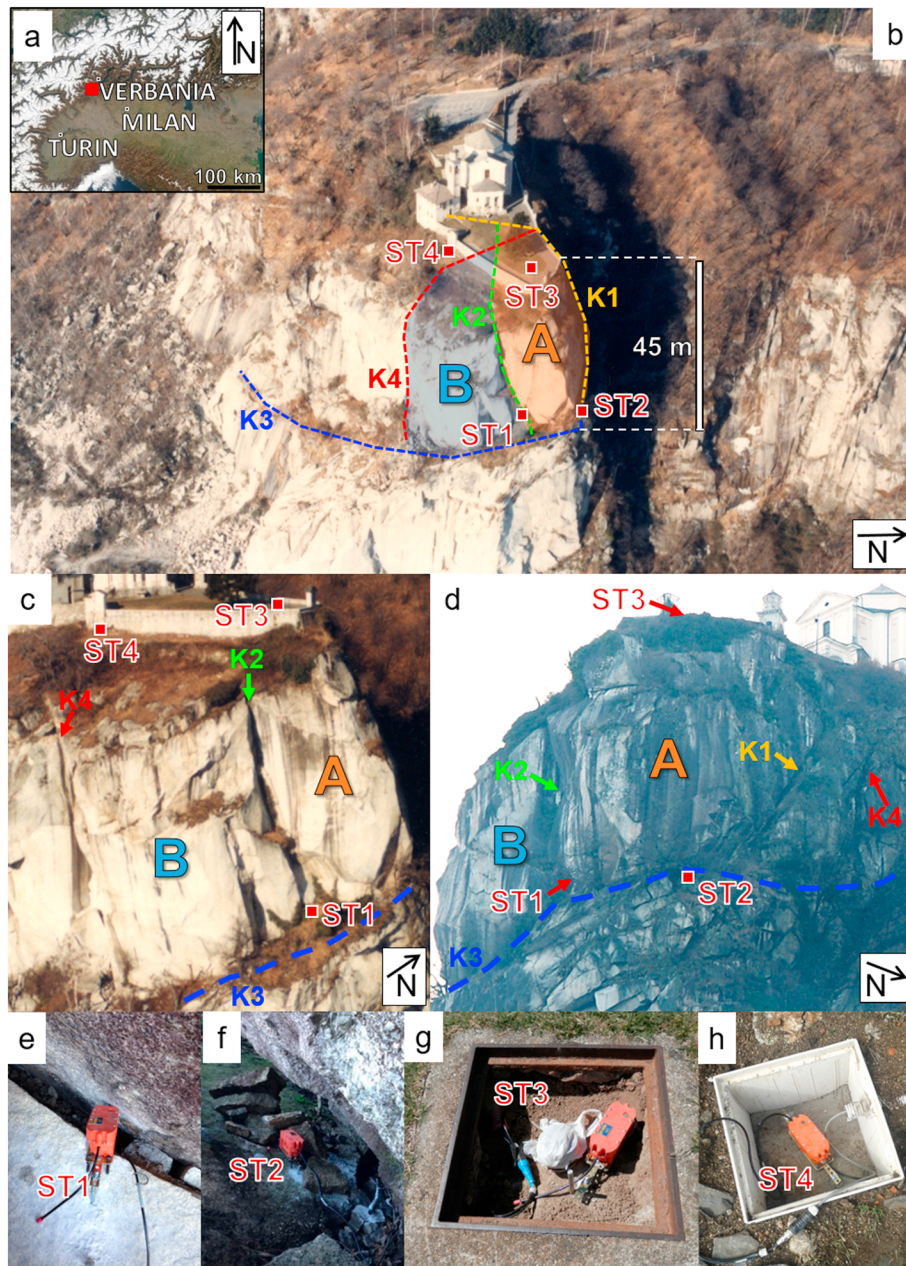 a
N
VERBANIA
MILAN
TURIN
100 km
b
ST4
ST3
K1
K2
A
45 m
B
K4
K3
ST1
ST2
N
c
ST3
ST4
K2
K4
A
B
ST1
K3
N
d
ST3
A
K1
K2
K4
B
ST1
ST2
K3
N
e
ST1
f
ST2
g
ST3
h
ST4